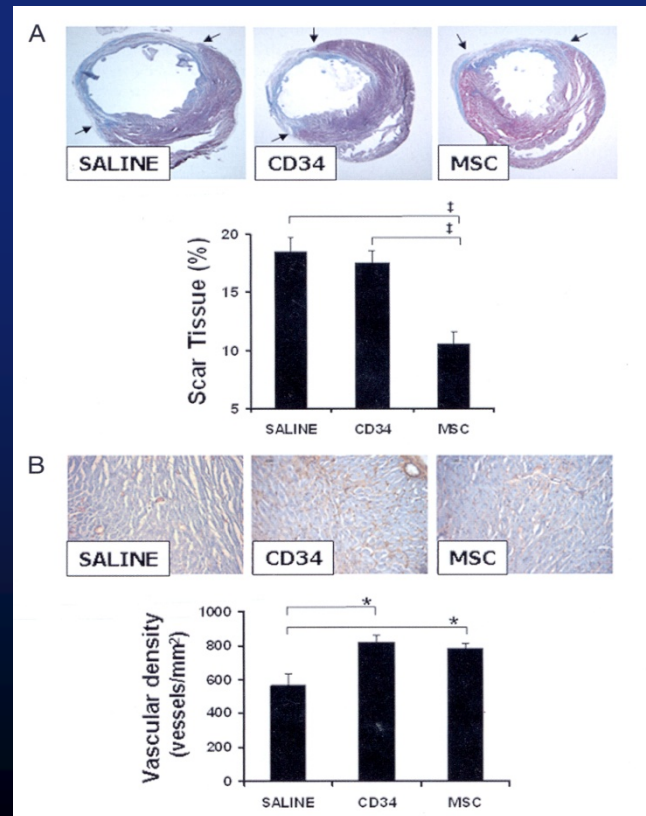 A
SALINE
CD34
MSC
‡
‡
Scar Tissue (%)
20
15
10
5
SALINE
CD34
MSC
B
SALINE
CD34
MSC
*
*
Vascular density
(vessels/mm²)
1000
800
600
400
200
0
SALINE
CD34
MSC